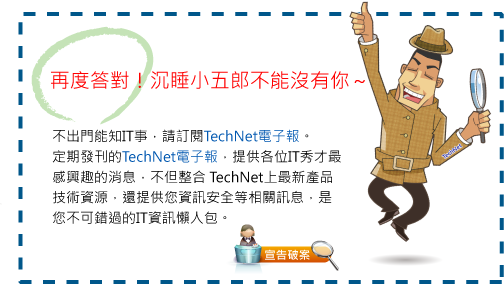 再度答對！沉睡小五郎不能沒有你～
不出門能知IT事，請訂閱TechNet電子報。
定期發刊的TechNet電子報，提供各位IT秀才最
感興趣的消息，不但整合 TechNet上最新產品
技術資源，還提供您資訊安全等相關訊息，是
您不可錯過的IT資訊懶人包。
TechNet
宣告破案